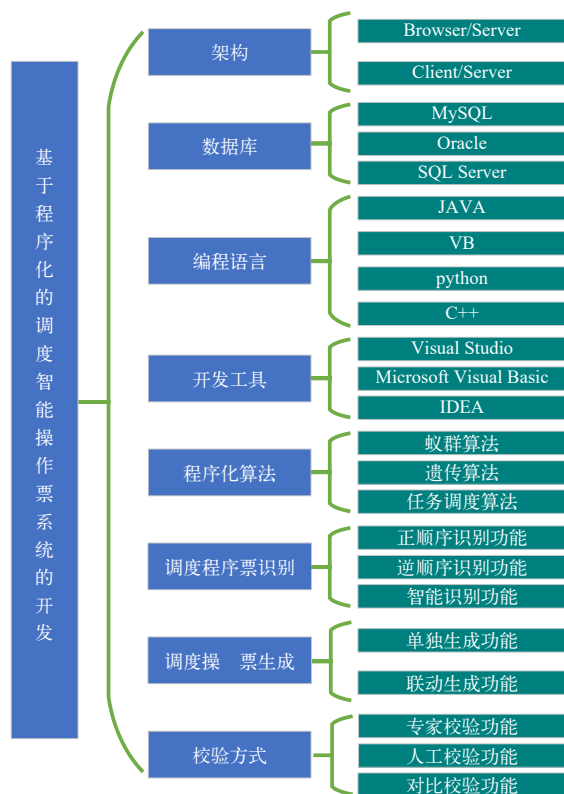 基于程序化的调度智能操作票系统的开发
架构
Browser/Server
Client/Server
数据库
MySQL
Oracle
SQL Server
编程语言
JAVA
VB
python
C++
开发工具
Visual Studio
Microsoft Visual Basic
IDEA
程序化算法
蚁群算法
遗传算法
任务调度算法
调度程序票识别
正顺序识别功能
逆顺序识别功能
智能识别功能
调度操 票生成
单独生成功能
联动生成功能
校验方式
专家校验功能
人工校验功能
对比校验功能